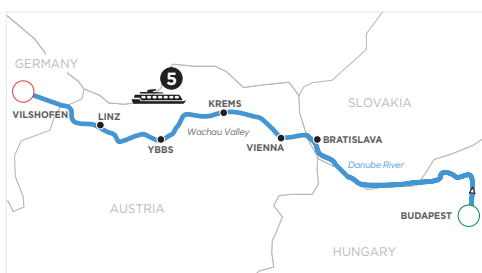 GERMANY
5
KREMS
SLOVAKIA
VILSHOFEN
LINZ
Wachau Valley
BRATISLAVA
YBBS
VIENNA
Danube River
AUSTRIA
BUDAPEST
HUNGARY